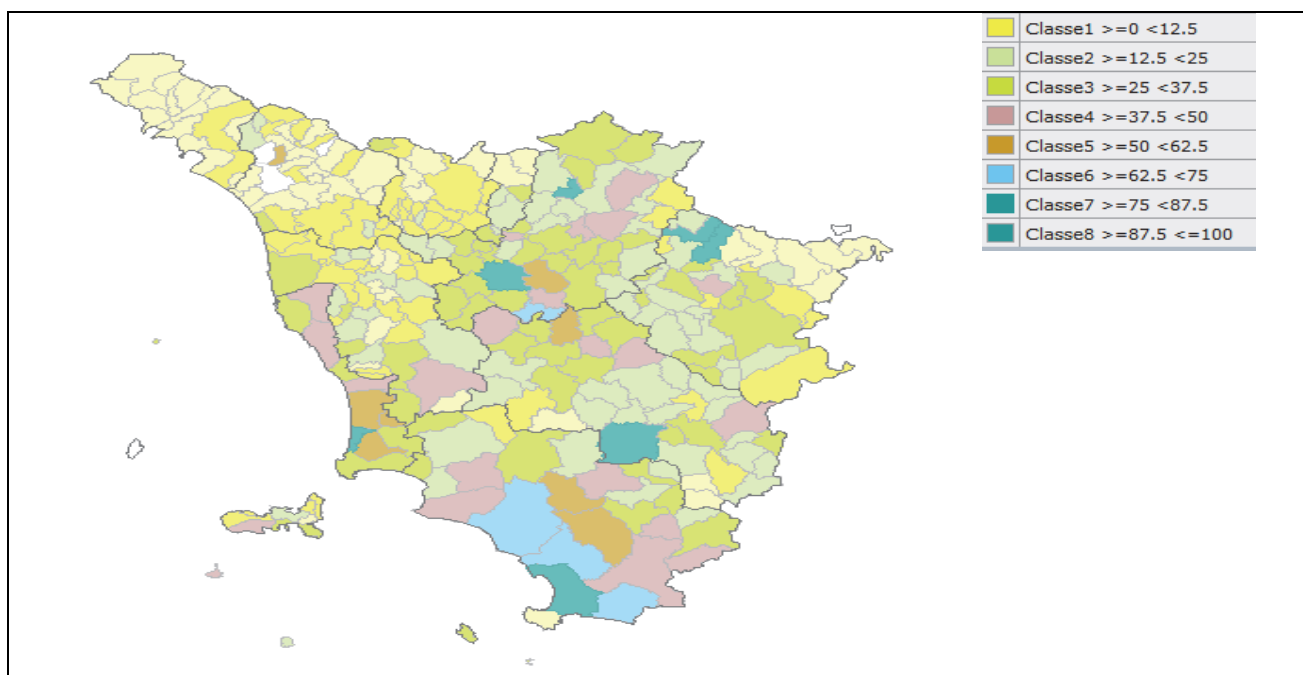 Classe1 >=0 <12.5
Classe2 >=12.5 <25
Classe3 >=25 <37.5
Classe4 >=37.5 <50
Classe5 >=50 <62.5
Classe6 >=62.5 <75
Classe7 >=75 <87.5
Classe8 >=87.5 <=100